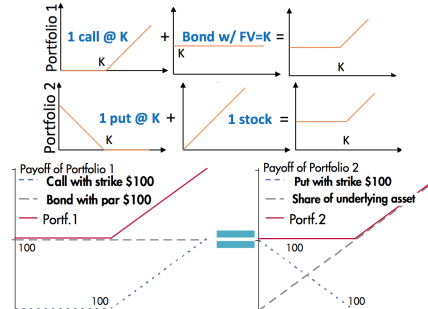 Portfolio 1
1 call @ K + Bond w/ FV=K =
K
K
K
Portfolio 2
1 put @ K + 1 stock =
K
K
Payoff of Portfolio 1
Call with strike $100
Bond with par $100
Portf.1
100
100
=
Payoff of Portfolio 2
Put with strike $100
Share of underlying asset
Portf.2
100
100